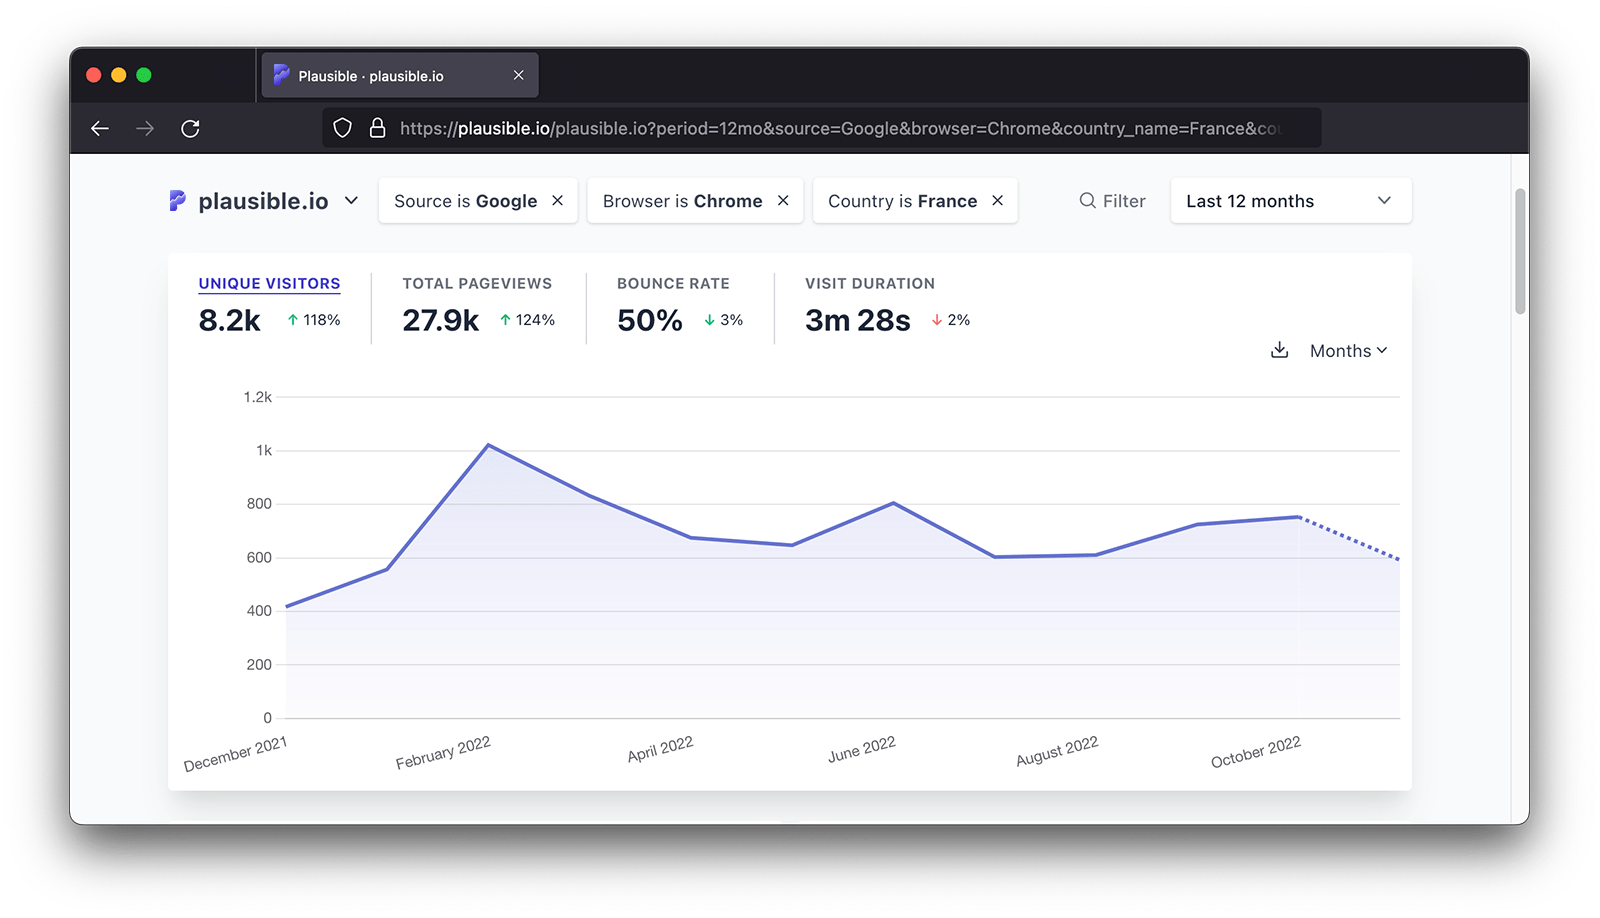 Plausible · plausible.io
https://plausible.io/plausible.io?period=12mo&source=Google&browser=Chrome&country_name=France&cou
plausible.io Source is Google Browser is Chrome Country is France Filter Last 12 months
UNIQUE VISITORS TOTAL PAGEVIEWS BOUNCE RATE VISIT DURATION
8.2k ↑ 118% 27.9k ↑ 124% 50% ↓ 3% 3m 28s ↓ 2%
Months
1.2k
1k
800
600
400
200
0
December 2021 February 2022 April 2022 June 2022 August 2022 October 2022